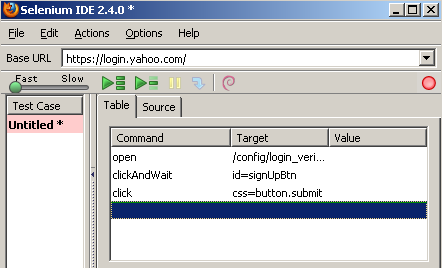 Selenium IDE 2.4.0 *
File Edit Actions Options Help
Base URL https://login.yahoo.com/
Fast Slow
Test Case
Untitled *
Table Source
Command Target Value
open /config/login_veri...
clickAndWait id=signUpBtn
click css=button.submit